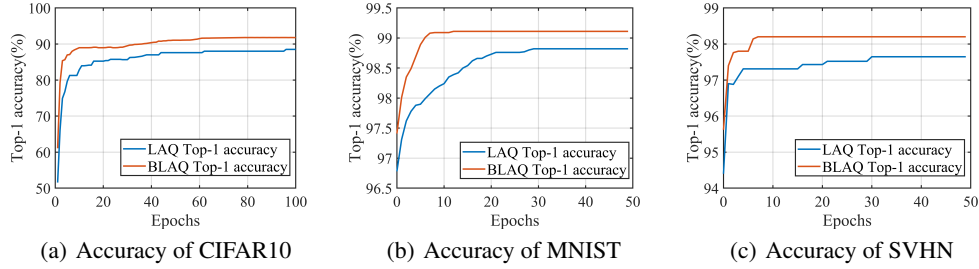 Top-1 accuracy(%)
100
90
80
70
60
50
0
20
40
60
80
100
Epochs
LAQ Top-1 accuracy
BLAQ Top-1 accuracy
(a) Accuracy of CIFAR10
Top-1 accuracy(%)
99.5
99
98.5
98
97.5
97
96.5
0
10
20
30
40
50
Epochs
LAQ Top-1 accuracy
BLAQ Top-1 accuracy
(b) Accuracy of MNIST
Top-1 accuracy(%)
99
98
97
96
95
94
0
10
20
30
40
50
Epochs
LAQ Top-1 accuracy
BLAQ Top-1 accuracy
(c) Accuracy of SVHN